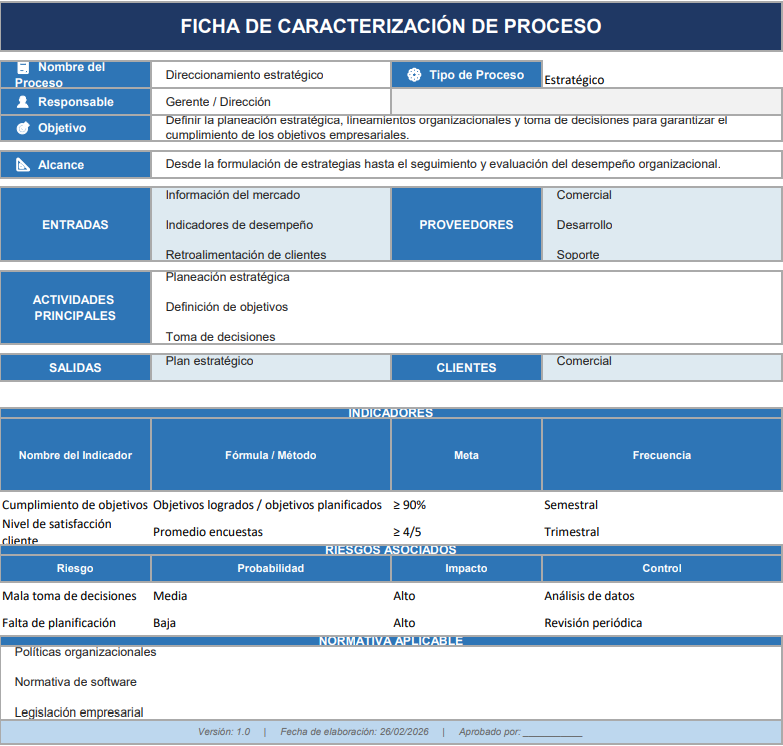 FICHA DE CARACTERIZACIÓN DE PROCESO
Nombre del Proceso
Direccionamiento estratégico
Tipo de Proceso
Estratégico
Responsable
Gerente / Dirección
Objetivo
Definir la planeación estratégica, lineamientos organizacionales y toma de decisiones para garantizar el
cumplimiento de los objetivos empresariales.
Alcance
Desde la formulación de estrategias hasta el seguimiento y evaluación del desempeño organizacional.
ENTRADAS
Información del mercado
Indicadores de desempeño
Retroalimentación de clientes
PROVEEDORES
Comercial
Desarrollo
Soporte
ACTIVIDADES
PRINCIPALES
Planeación estratégica
Definición de objetivos
Toma de decisiones
SALIDAS
Plan estratégico
CLIENTES
Comercial
INDICADORES
Nombre del Indicador Fórmula / Método Meta Frecuencia
Cumplimiento de objetivos Objetivos logrados / objetivos planificados ≥ 90% Semestral
Nivel de satisfacción
cliente
Promedio encuestas ≥ 4/5 Trimestral
RIESGOS ASOCIADOS
Riesgo Probabilidad Impacto Control
Mala toma de decisiones Media Alto Análisis de datos
Falta de planificación Baja Alto Revisión periódica
NORMATIVA APLICABLE
Políticas organizacionales
Normativa de software
Legislación empresarial
Versión: 1.0 | Fecha de elaboración: 26/02/2026 | Aprobado por: ___________